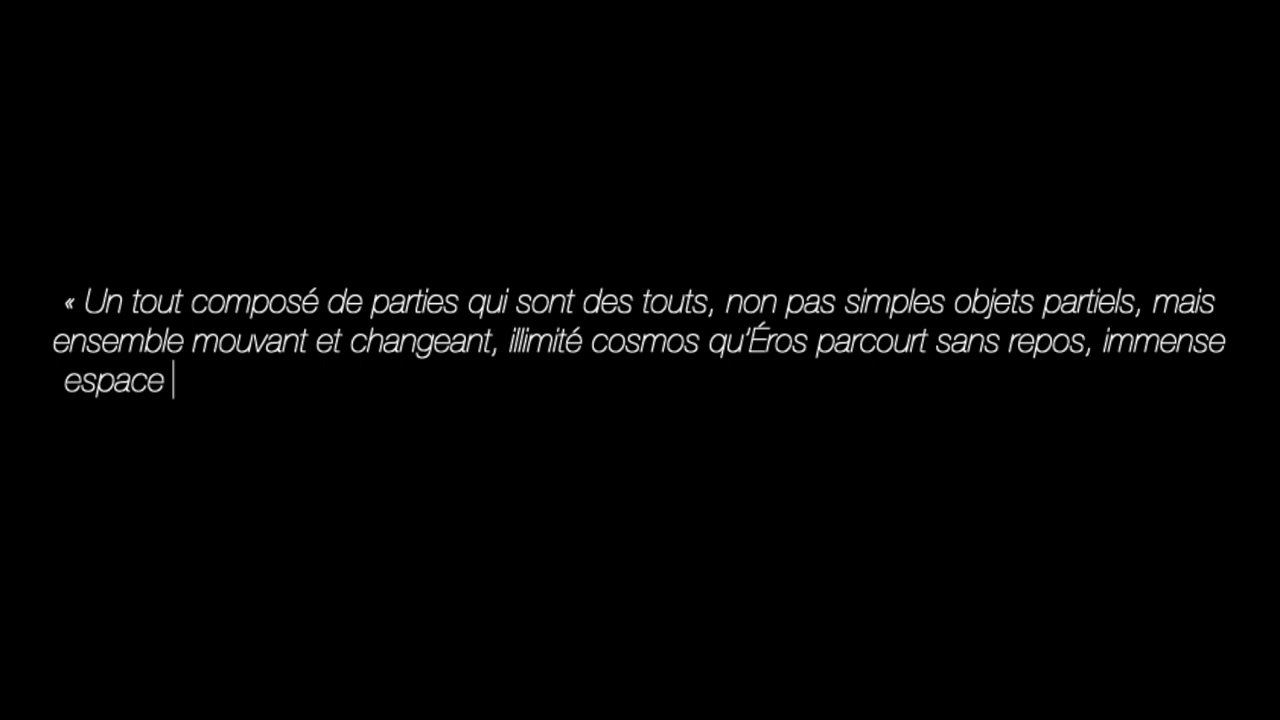 « Un tout composé de parties qui sont des touts, non pas simples objets partiels, mais
ensemble mouvant et changeant, illimité cosmos qu’Éros parcourt sans repos, immense
espace